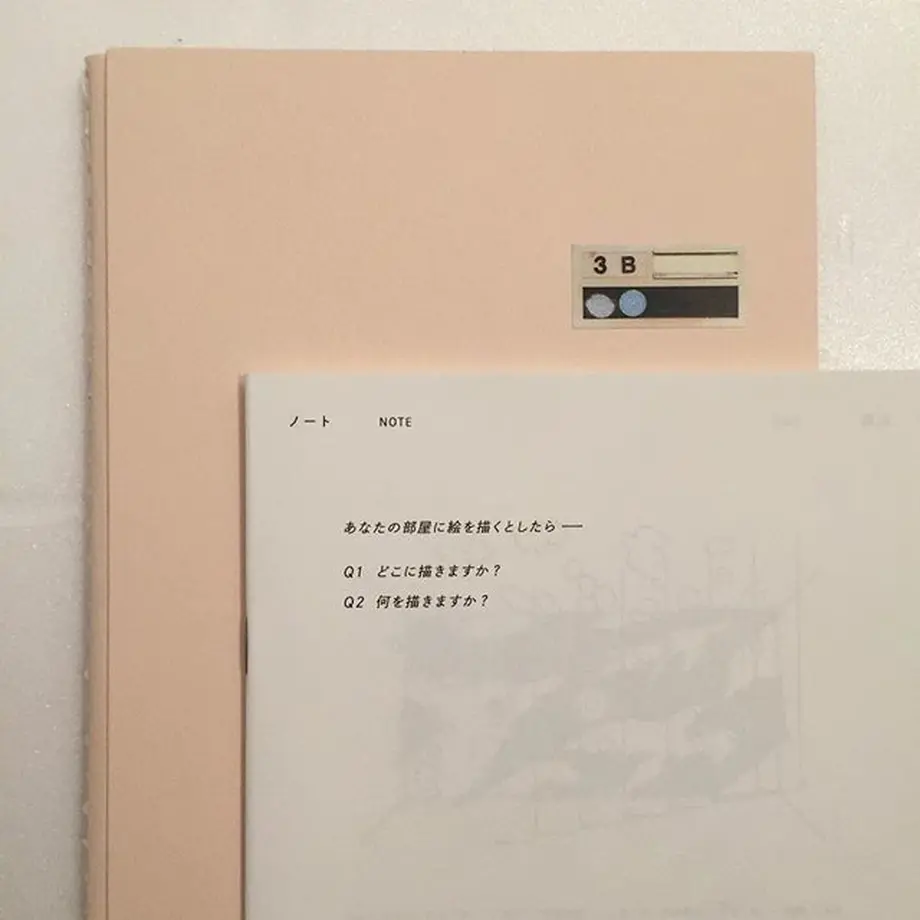 3 B
ノート NOTE
あなたの部屋に絵を描くとしたら——
Q1 どこに描きますか？
Q2 何を描きますか？